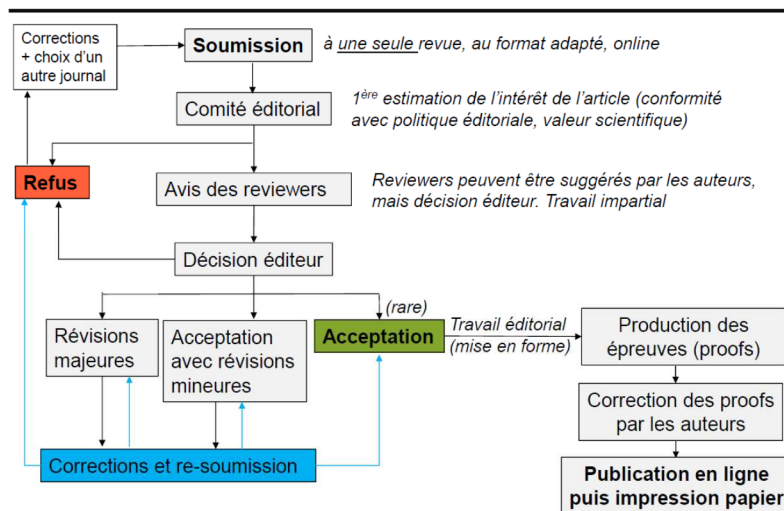 Corrections
+ choix d'un
autre journal
Soumission
à une seule revue, au format adapté, online
Comité éditorial
1ère estimation de l'intérêt de l'article (conformité
avec politique éditoriale, valeur scientifique)
Refus
Avis des reviewers
Reviewers peuvent être suggérés par les auteurs,
mais décision éditeur. Travail impartial
Décision éditeur
Révisions
majeures
Acceptation
avec révisions
mineures
(rare)
Acceptation
Travail éditorial
(mise en forme)
Production des
épreuves (proofs)
Correction des proofs
par les auteurs
Corrections et re-soumission
Publication en ligne
puis impression papier